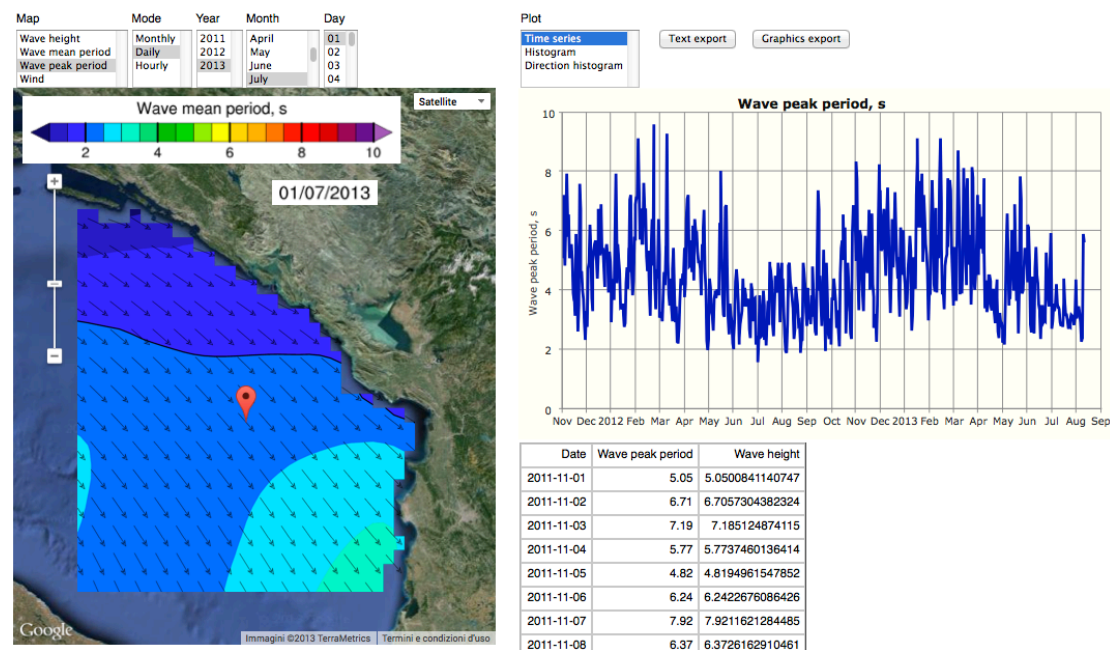 Map Mode Year Month Day Plot
Wave height Monthly 2011 April 01 Time series Text export Graphics export
Wave mean period Daily 2012 May 02 Histogram
Wave peak period Hourly 2013 June 03 Direction histogram
Wind July 04
Wave mean period, s
2 4 6 8 10
Satellite
01/07/2013
Google
Immagini ©2013 TerraMetrics Termini e condizioni d'uso
Wave peak period, s
Wave peak period, s
10
8
6
4
2
0
Nov Dec 2012 Feb Mar Apr May Jun Jul Aug Sep Oct Nov Dec 2013 Feb Mar Apr May Jun Jul Aug Sep
Date Wave peak period Wave height
2011-11-01 5.05 5.0500841140747
2011-11-02 6.71 6.7057304382324
2011-11-03 7.19 7.185124874115
2011-11-04 5.77 5.7737460136414
2011-11-05 4.82 4.8194961547852
2011-11-06 6.24 6.2422676086426
2011-11-07 7.92 7.9211621284485
2011-11-08 6.37 6.3726162910461